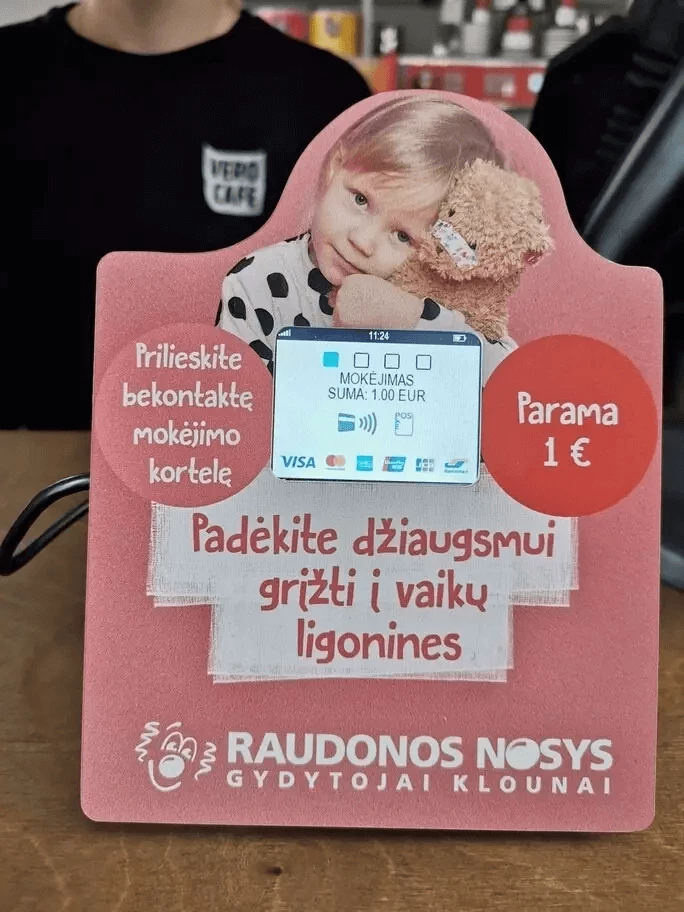 VERO
CAFE
Prilieskite
bekontaktę
mokėjimo
kortelę
11:24
MOKĖJIMAS
SUMA: 1.00 EUR
POS
VISA
Parama
1 €
Padėkite džiaugsmui
grįžti į vaikų
ligonines
RAUDONOS NOSYS
GYDYTOJAI KLOUNAI